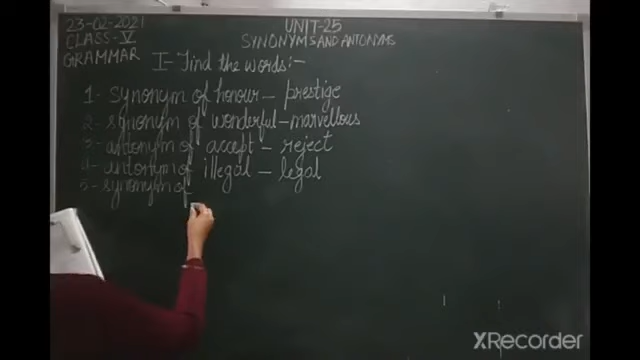 23-02-2021
CLASS-V
GRAMMAR
UNIT-25
SYNONYMS AND ANTONYMS
I- Find the words:-
1- synonym of honour- prestige
2- synonym of wonderful-marvellous
3- antonym of accept- reject
4- antonym of illegal - legal
5- synonym of
XRecorder